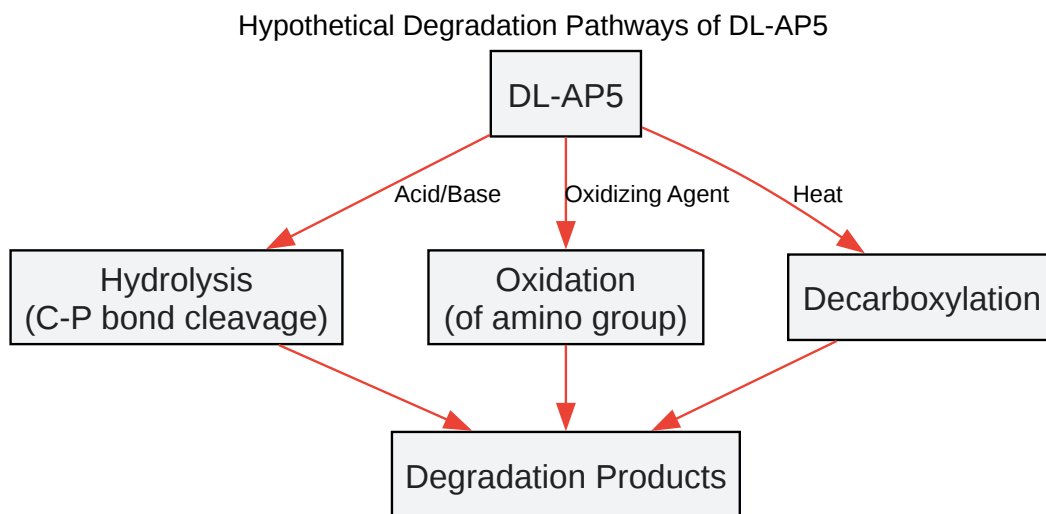 Hypothetical Degradation Pathways of DL-AP5
DL-AP5
Acid/Base
Oxidizing Agent
Heat
Hydrolysis
(C-P bond cleavage)
Oxidation
(of amino group)
Decarboxylation
Degradation Products